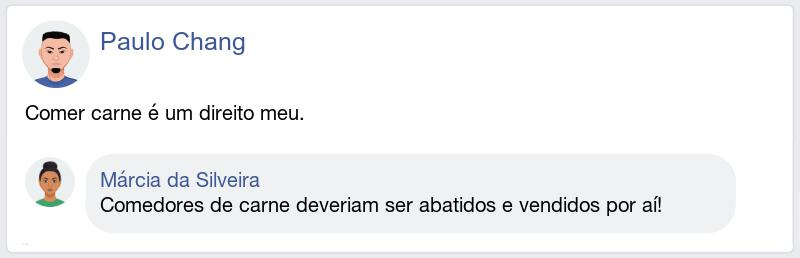 Paulo Chang
Comer carne é um direito meu.
Márcia da Silveira
Comedores de carne deveriam ser abatidos e vendidos por aí!